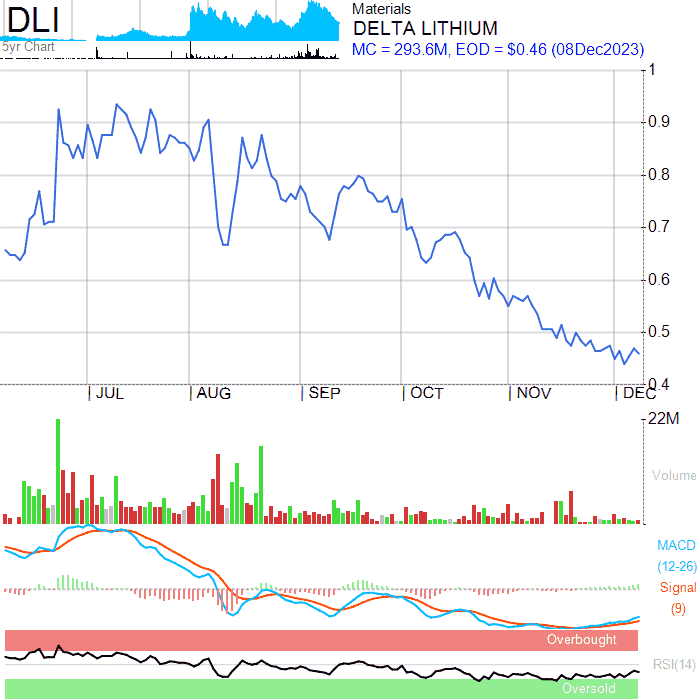 DLI
5yr Chart
Materials
DELTA LITHIUM
MC = 293.6M, EOD = $0.46 (08Dec2023)
1
0.9
0.8
0.7
0.6
0.5
0.4
JUL AUG SEP OCT NOV DEC
22M
Volume
MACD
(12-26)
Signal
(9)
Overbought
RSI(14)
Oversold